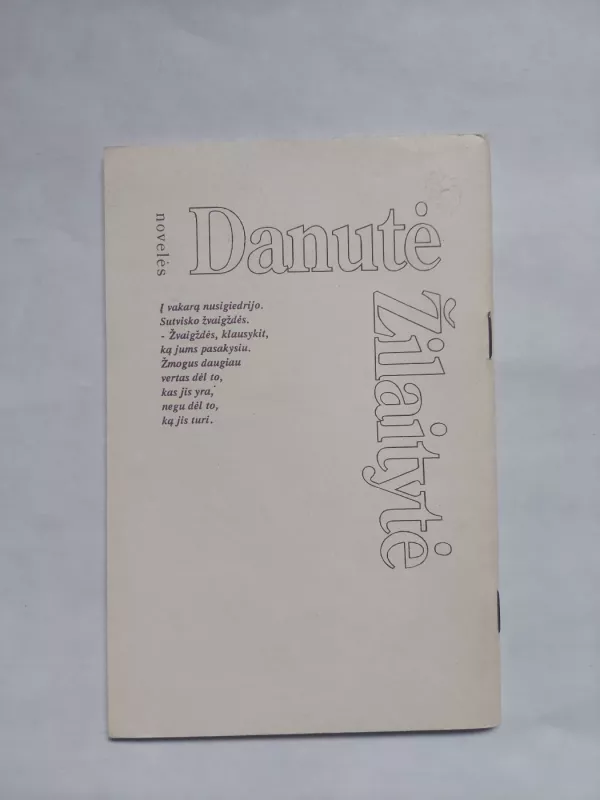 novelės
Danutė
Žilaitytė
Į vakarą nusigiedrijo.
Sutvisko žvaigždės.
- Žvaigždės, klausykit,
ką jums pasakysiu.
Žmogus daugiau
vertas dėl to,
kas jis yra,
negu dėl to,
ką jis turi.